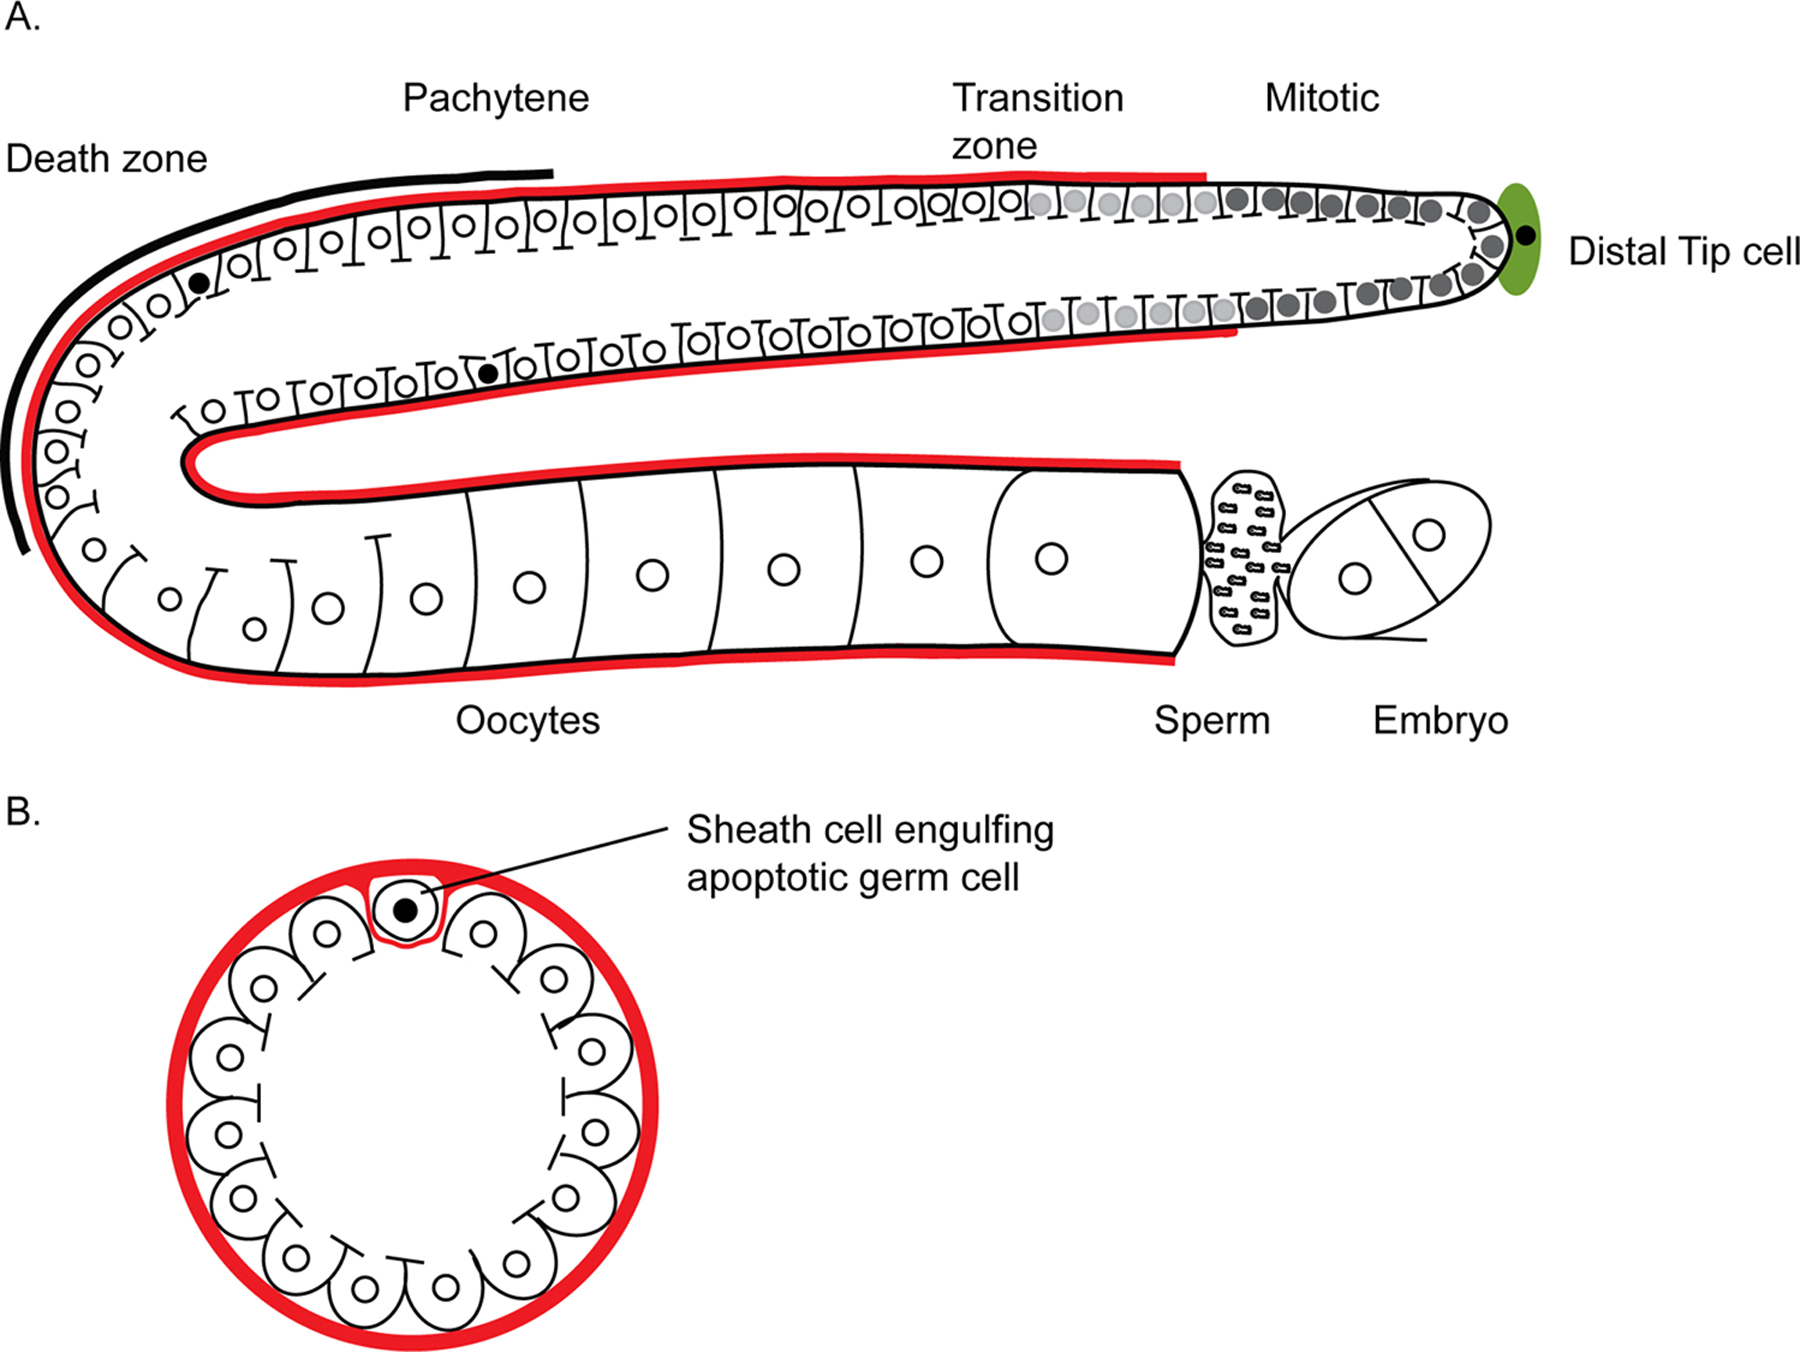 A.
Pachytene
Transition
zone
Mitotic
Death zone
Distal Tip cell
Oocytes
Sperm
Embryo
B.
Sheath cell engulfing
apoptotic germ cell